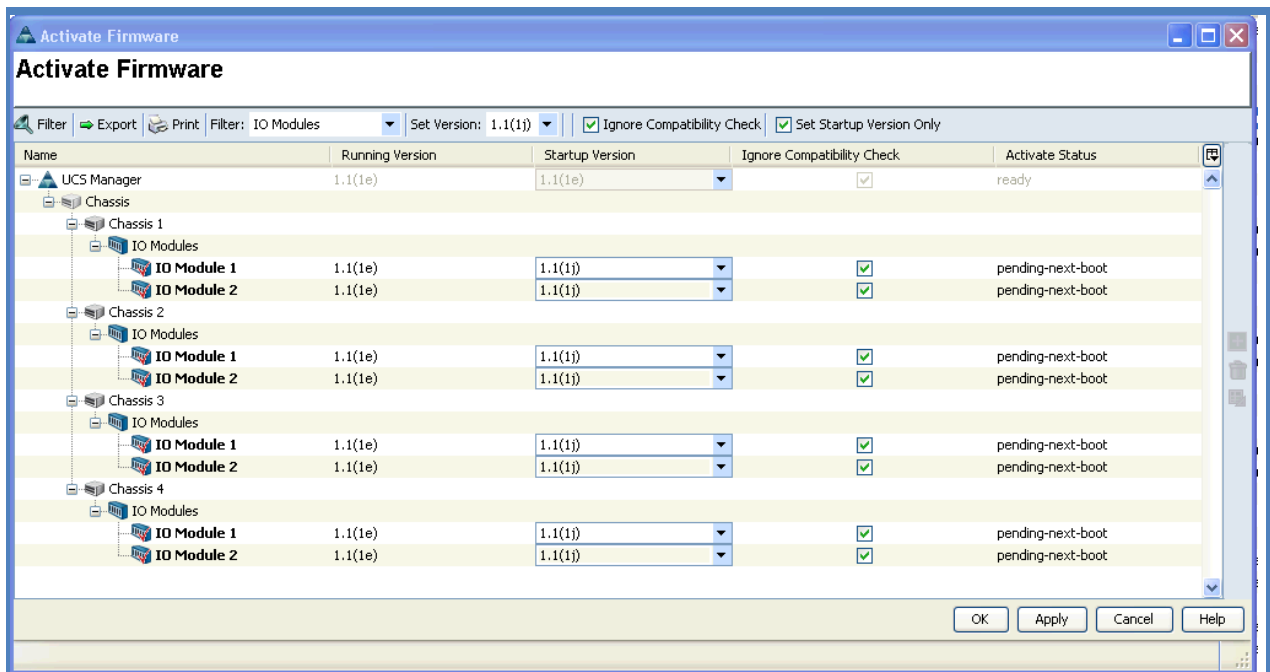 Activate Firmware
Activate Firmware
Filter Export Print Filter: IO Modules Set Version: 1.1(1j) Ignore Compatibility Check Set Startup Version Only
Name Running Version Startup Version Ignore Compatibility Check Activate Status
UCS Manager 1.1(1e) 1.1(1e) ready
Chassis
Chassis 1
IO Modules
IO Module 1 1.1(1e) 1.1(1j) pending-next-boot
IO Module 2 1.1(1e) 1.1(1j) pending-next-boot
Chassis 2
IO Modules
IO Module 1 1.1(1e) 1.1(1j) pending-next-boot
IO Module 2 1.1(1e) 1.1(1j) pending-next-boot
Chassis 3
IO Modules
IO Module 1 1.1(1e) 1.1(1j) pending-next-boot
IO Module 2 1.1(1e) 1.1(1j) pending-next-boot
Chassis 4
IO Modules
IO Module 1 1.1(1e) 1.1(1j) pending-next-boot
IO Module 2 1.1(1e) 1.1(1j) pending-next-boot
OK Apply Cancel Help